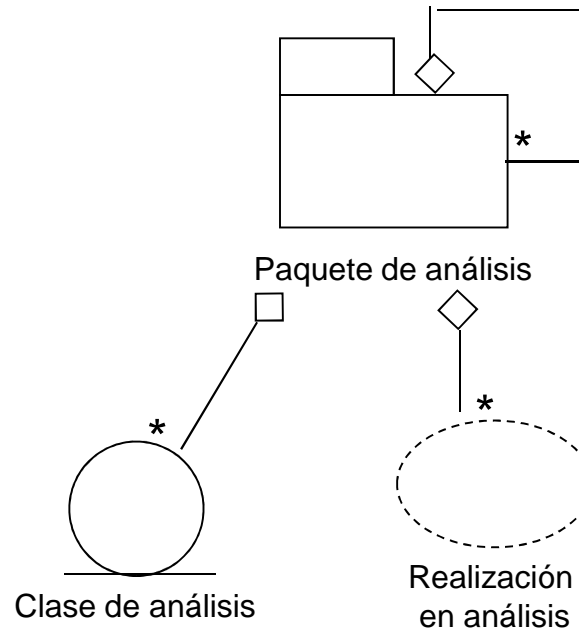 *
Paquete de análisis
*
*
Clase de análisis
Realización
en análisis